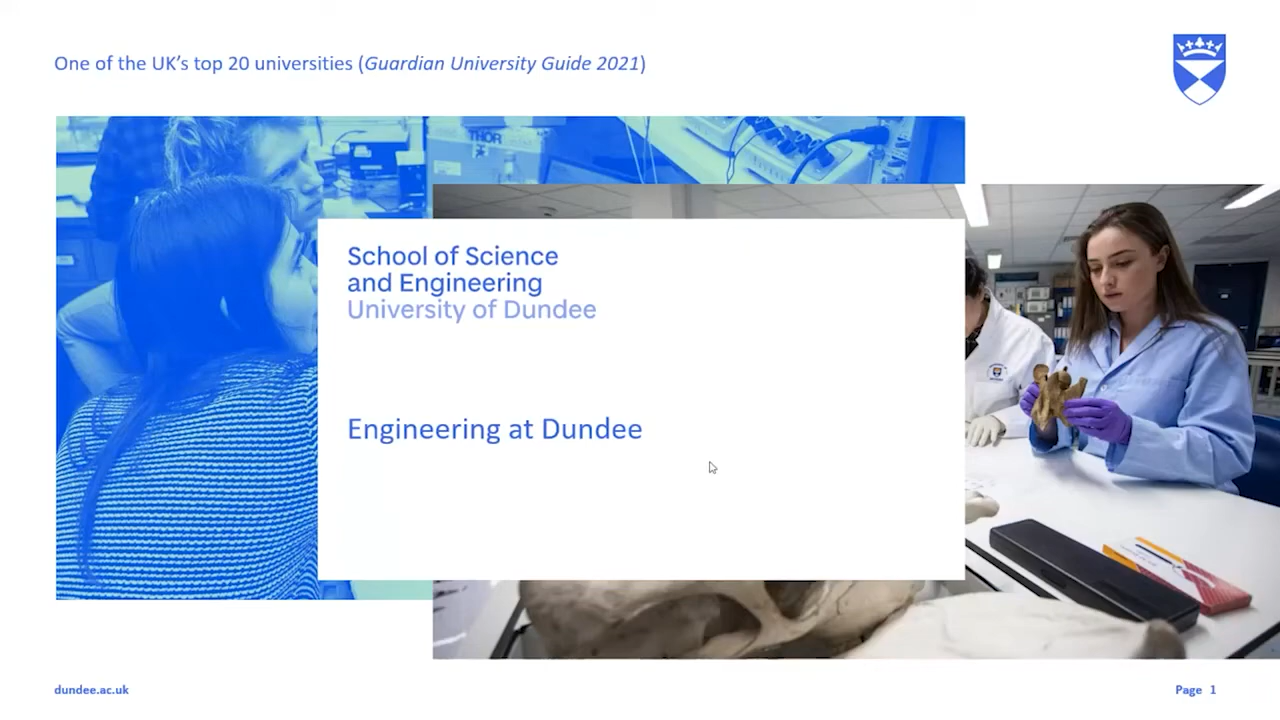 One of the UK's top 20 universities (Guardian University Guide 2021)
THOR
School of Science
and Engineering
University of Dundee
Engineering at Dundee
dundee.ac.uk
Page 1